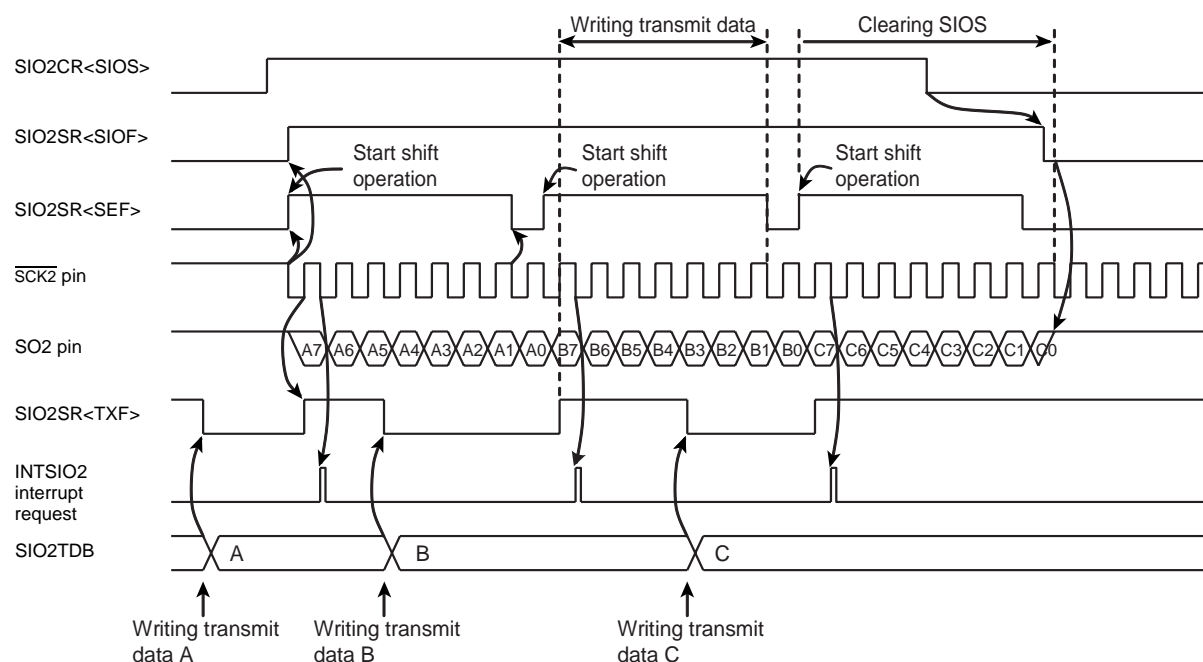 Writing transmit data
Clearing SIOS
SIO2CR<SIOS>
SIO2SR<SIOF>
Start shift
operation
Start shift
operation
Start shift
operation
SIO2SR<SEF>
SCK2 pin
SO2 pin
A7 A6 A5 A4 A3 A2 A1 A0 B7 B6 B5 B4 B3 B2 B1 B0 C7 C6 C5 C4 C3 C2 C1 C0
SIO2SR<TXF>
INTSIO2
interrupt
request
SIO2TDB
A
B
C
Writing transmit
data A
Writing transmit
data B
Writing transmit
data C